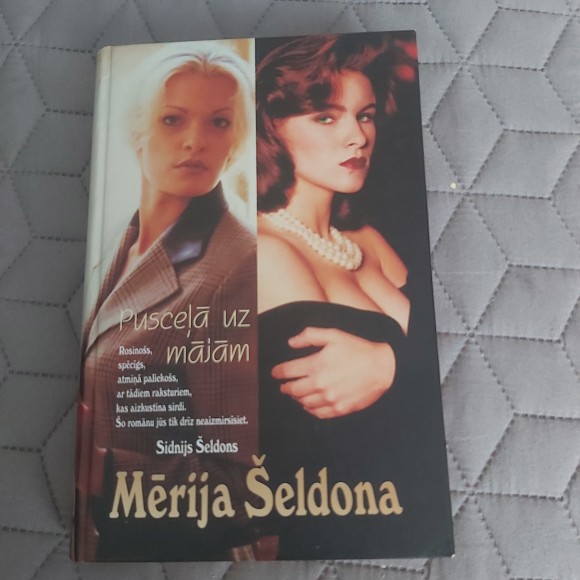 Pusceļā uz
mājām
Rosinošs,
spēcīgs,
atmiņā paliekošs,
ar tādiem raksturiem,
kas aizkustina sirdi.
Šo romānu jūs tik drīz neaizmirsīsiet.
Sidnijs Šeldons
Mērija Šeldona